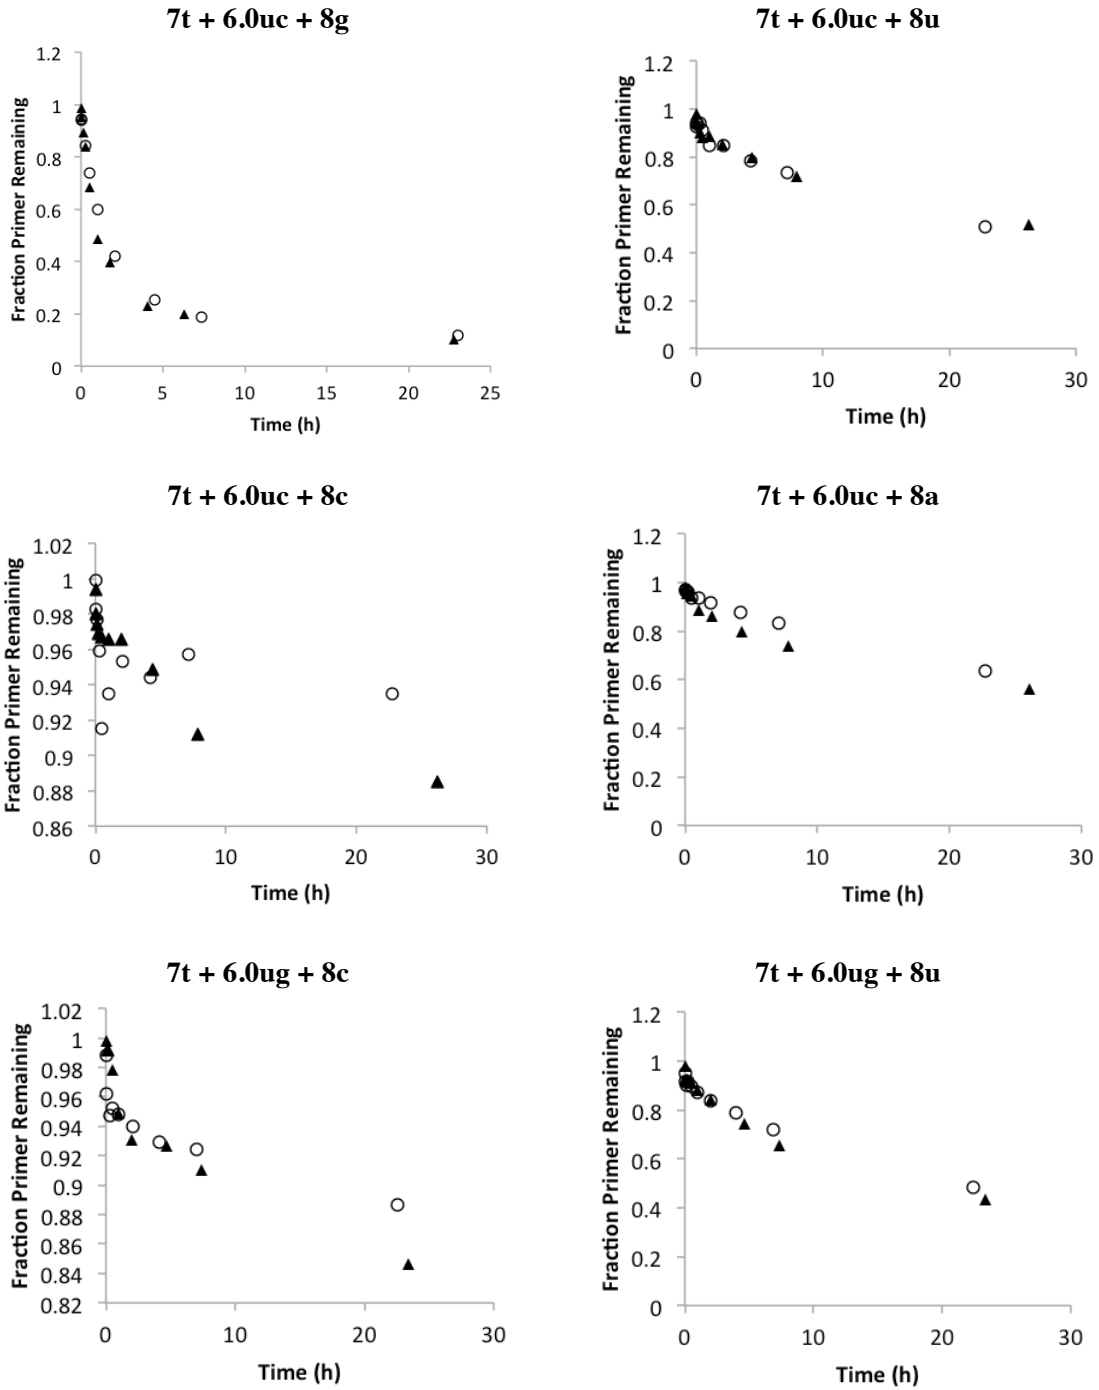 7t + 6.0uc + 8g
1.2
1
0.8
0.6
0.4
0.2
0
Fraction Primer Remaining
0 5 10 15 20 25
Time (h)
7t + 6.0uc + 8u
1.2
1
0.8
0.6
0.4
0.2
0
Fraction Primer Remaining
0 10 20 30
Time (h)
7t + 6.0uc + 8c
1.02
1
0.98
0.96
0.94
0.92
0.9
0.88
0.86
Fraction Primer Remaining
0 10 20 30
Time (h)
7t + 6.0uc + 8a
1.2
1
0.8
0.6
0.4
0.2
0
Fraction Primer Remaining
0 10 20 30
Time (h)
7t + 6.0ug + 8c
1.02
1
0.98
0.96
0.94
0.92
0.9
0.88
0.86
0.84
0.82
Fraction Primer Remaining
0 10 20 30
Time (h)
7t + 6.0ug + 8u
1.2
1
0.8
0.6
0.4
0.2
0
Fraction Primer Remaining
0 10 20 30
Time (h)